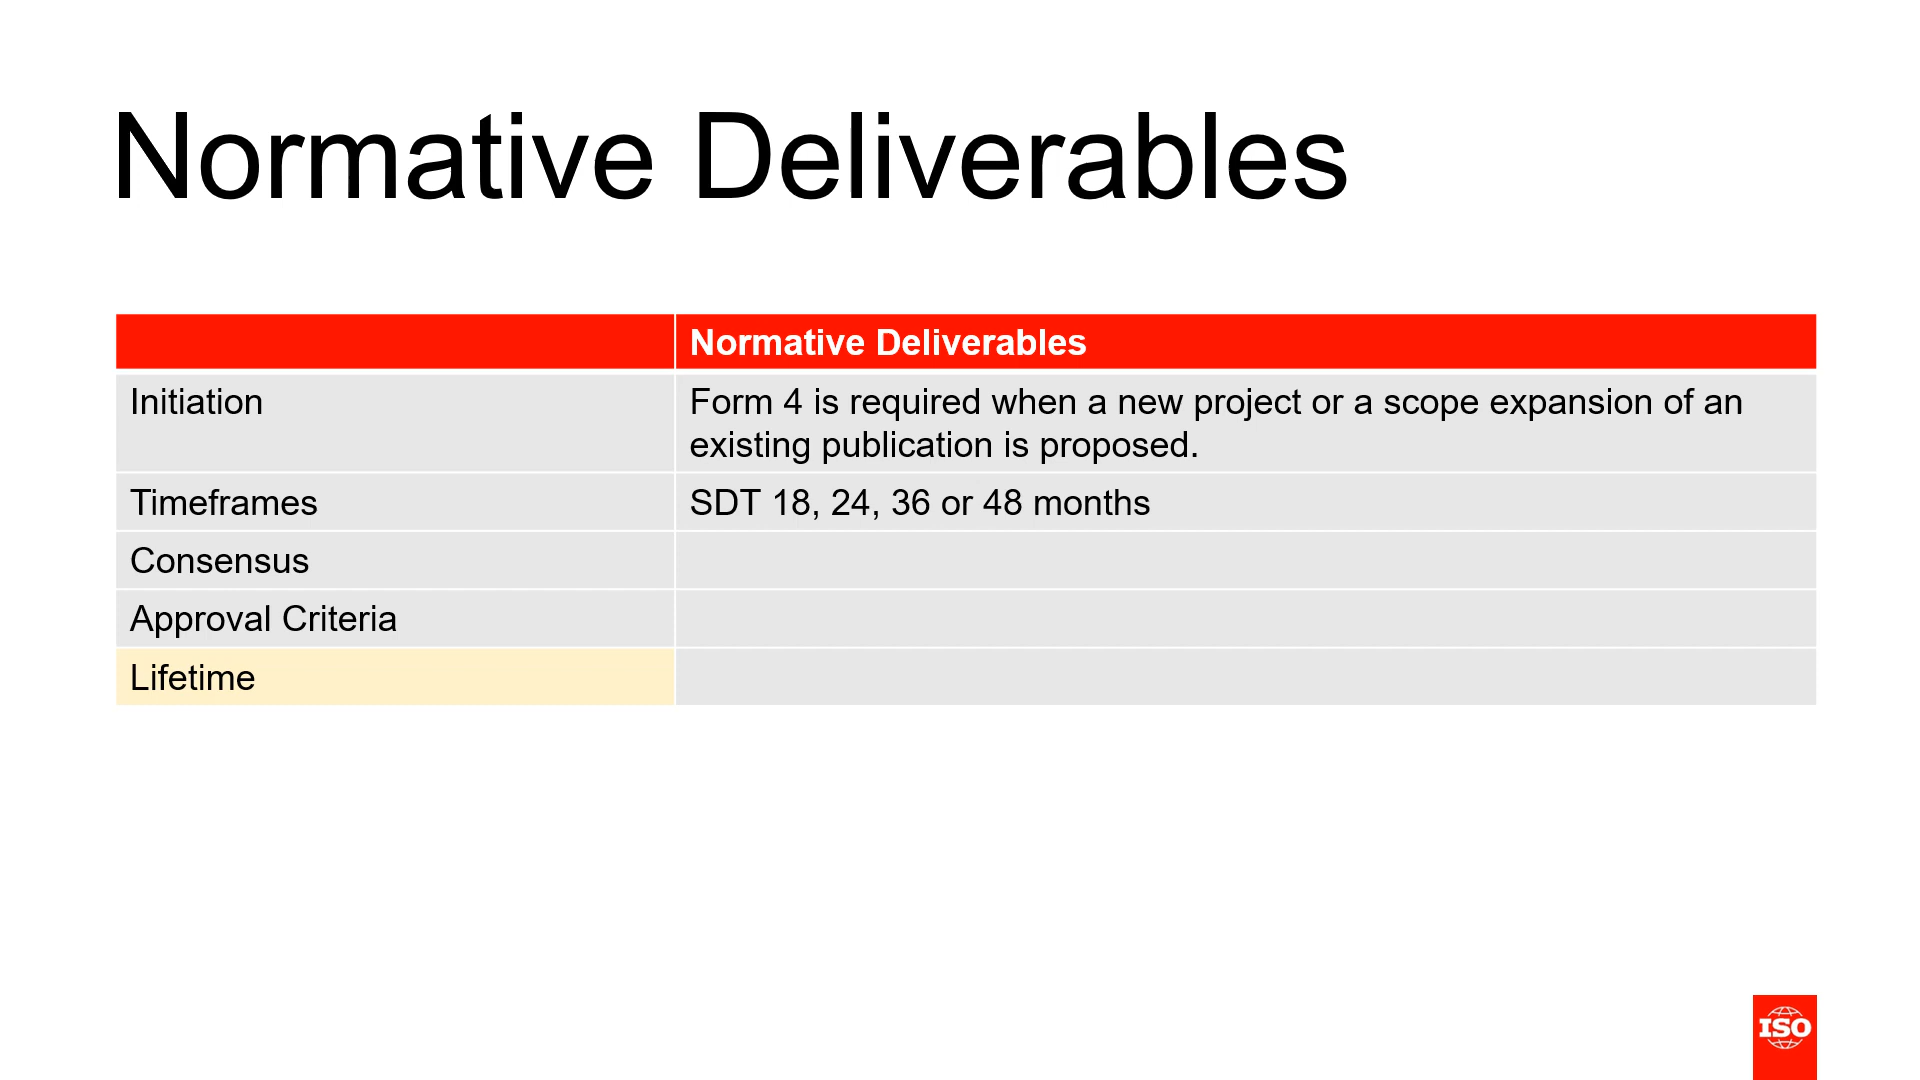 Normative Deliverables
Normative Deliverables
Initiation
Form 4 is required when a new project or a scope expansion of an
existing publication is proposed.
Timeframes
SDT 18, 24, 36 or 48 months
Consensus
Approval Criteria
Lifetime
ISO